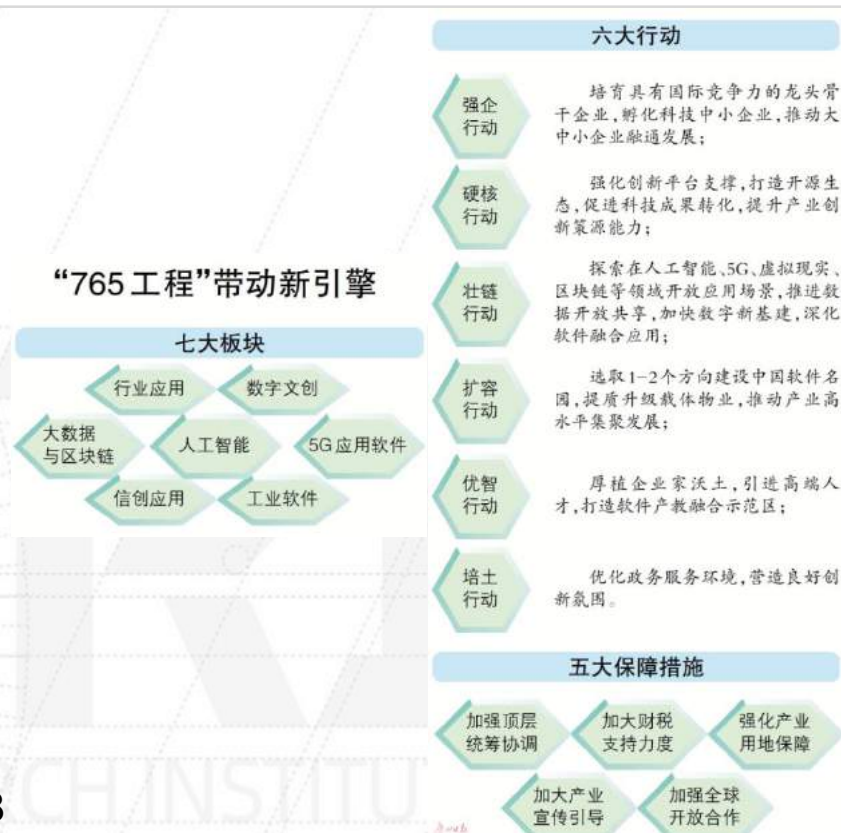 “765工程”带动新引擎
七大板块
行业应用
数字文创
大数据
与区块链
人工智能
5G应用软件
信创应用
工业软件
六大行动
强企
行动
培育具有国际竞争力的龙头骨
干企业,孵化科技中小企业,推动大
中小企业融通发展;
硬核
行动
强化创新平台支撑,打造开源生
态,促进科技成果转化,提升产业创
新策源能力;
壮链
行动
探索在人工智能、5G、虚拟现实、
区块链等领域开放应用场景,推进数
据开放共享,加快数字新基建,深化
软件融合应用;
扩容
行动
选取1-2个方向建设中国软件名
园,提质升级载体物业,推动产业高
水平集聚发展;
优智
行动
厚植企业家沃土,引进高端人
才,打造软件产教融合示范区;
培土
行动
优化政务服务环境,营造良好创
新氛围。
五大保障措施
加强顶层
统筹协调
加大财税
支持力度
强化产业
用地保障
加大产业
宣传引导
加强全球
开放合作
RCH INSTITU